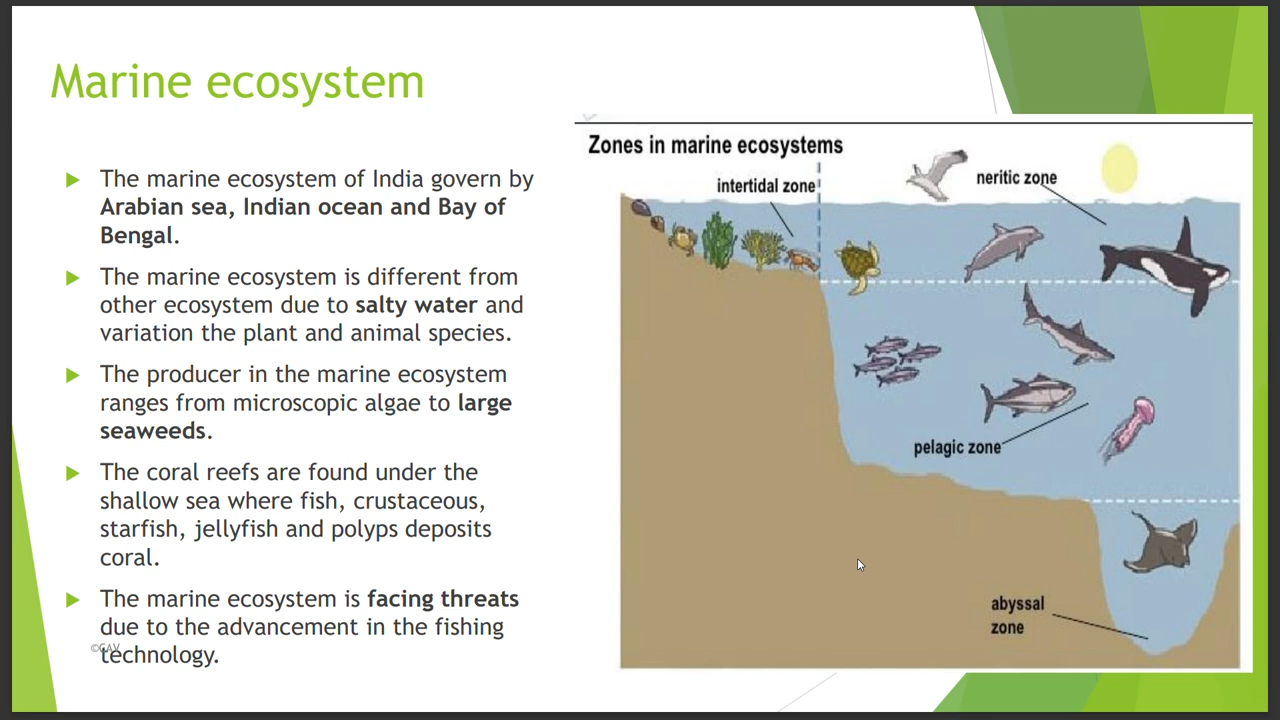 Marine ecosystem
The marine ecosystem of India govern by
Arabian sea, Indian ocean and Bay of
Bengal.
The marine ecosystem is different from
other ecosystem due to salty water and
variation the plant and animal species.
The producer in the marine ecosystem
ranges from microscopic algae to large
seaweeds.
The coral reefs are found under the
shallow sea where fish, crustaceous,
starfish, jellyfish and polyps deposits
coral.
The marine ecosystem is facing threats
due to the advancement in the fishing
technology.
©GAV
Zones in marine ecosystems
intertidal zone
neritic zone
pelagic zone
abyssal
zone